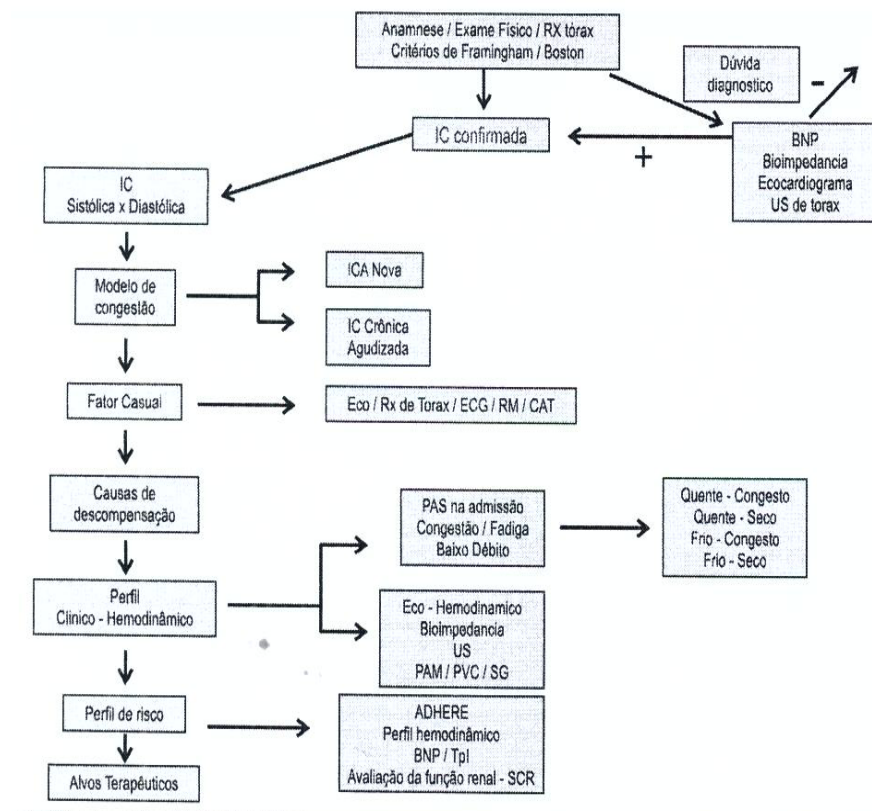 Anamnese / Exame Físico / RX tórax
Critérios de Framingham / Boston
Dúvida
diagnostico
-
IC confirmada
+
BNP
Bioimpedancia
Ecocardiograma
US de torax
IC
Sistólica x Diastólica
Modelo de
congestão
ICA Nova
IC Crônica
Agudizada
Fator Casual
Eco / Rx de Torax / ECG / RM / CAT
Causas de
descompensação
PAS na admissão
Congestão / Fadiga
Baixo Débito
Quente - Congesto
Quente - Seco
Frio - Congesto
Frio - Seco
Perfil
Clinico - Hemodinâmico
Eco - Hemodinamico
Bioimpedancia
US
PAM / PVC / SG
Perfil de risco
ADHERE
Perfil hemodinâmico
BNP / TpI
Avaliação da função renal - SCR
Alvos Terapêuticos